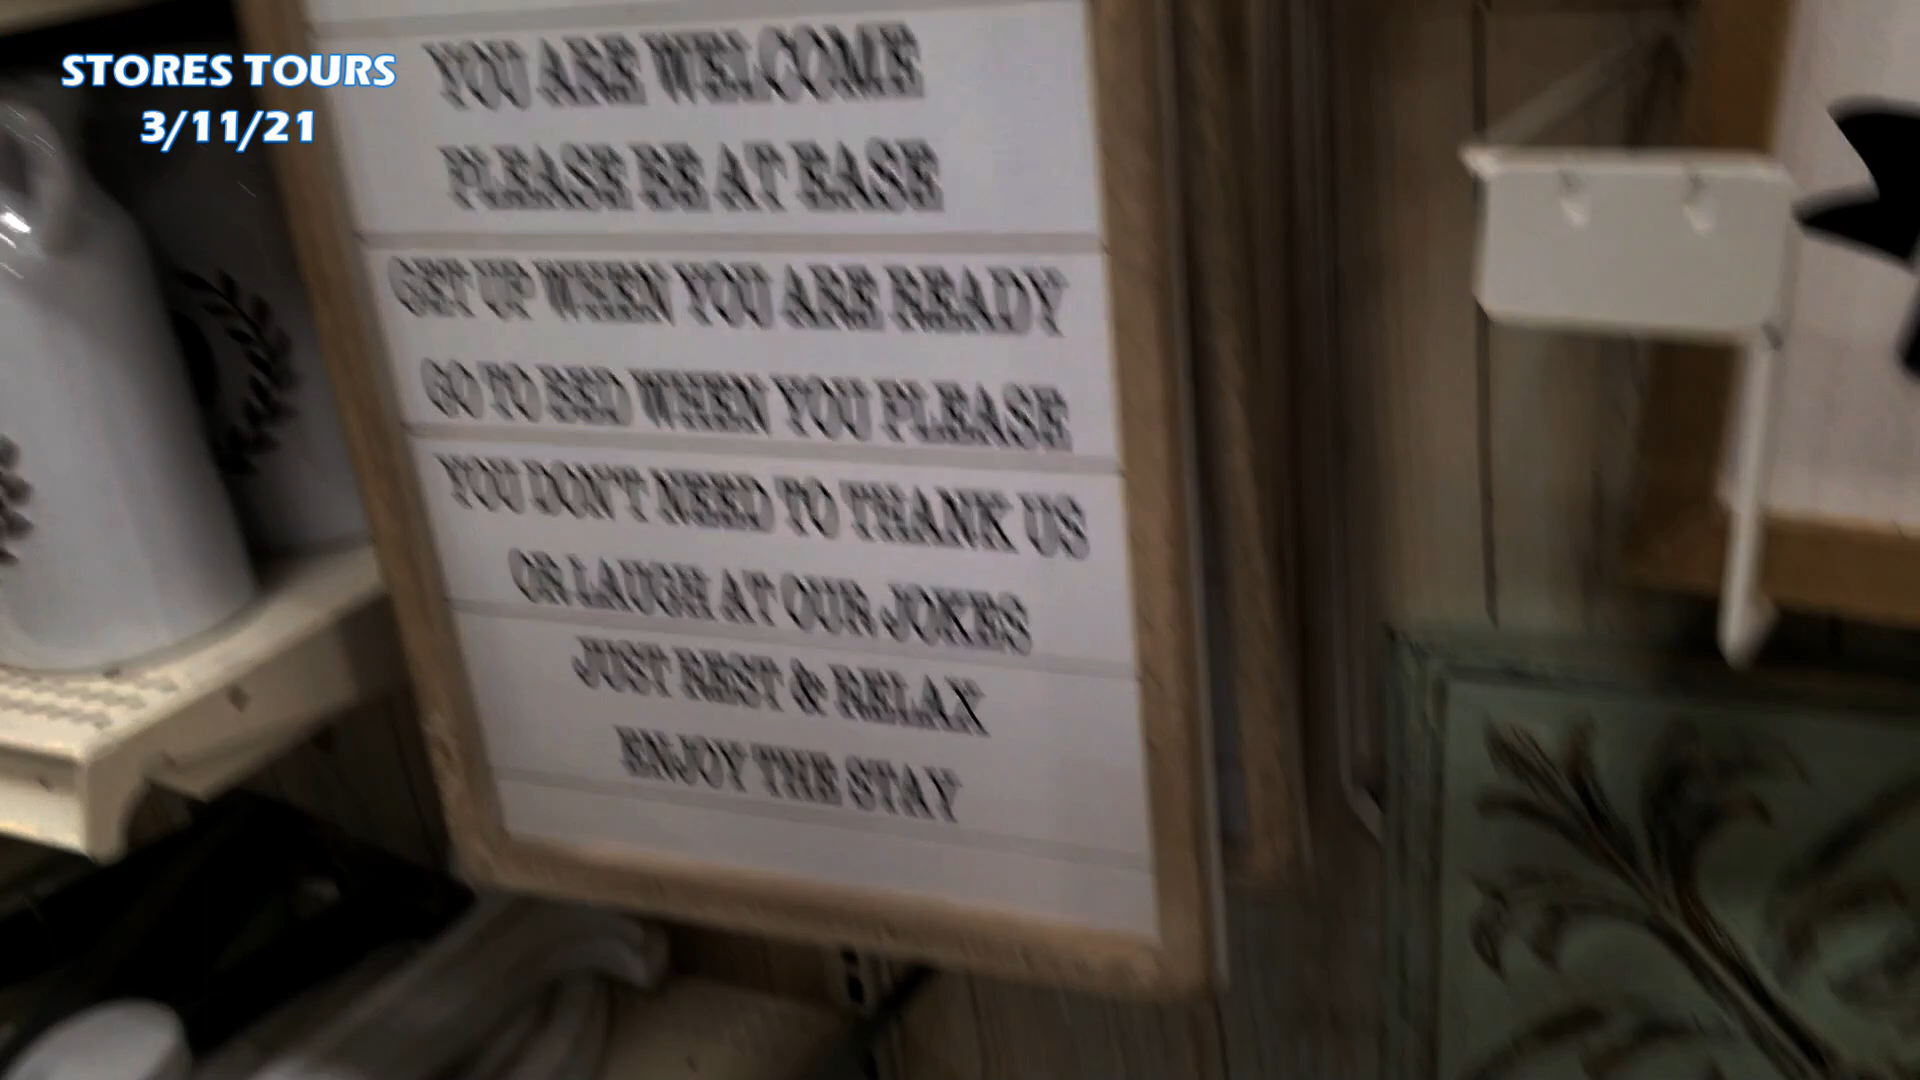 STORES TOURS
3/11/21
YOU ARE WELCOME
PLEASE BE AT EASE
GET UP WHEN YOU ARE READY
GO TO BED WHEN YOU PLEASE
YOU DON'T NEED TO THANK US
OR LAUGH AT OUR JOKES
JUST REST & RELAX
ENJOY THE STAY